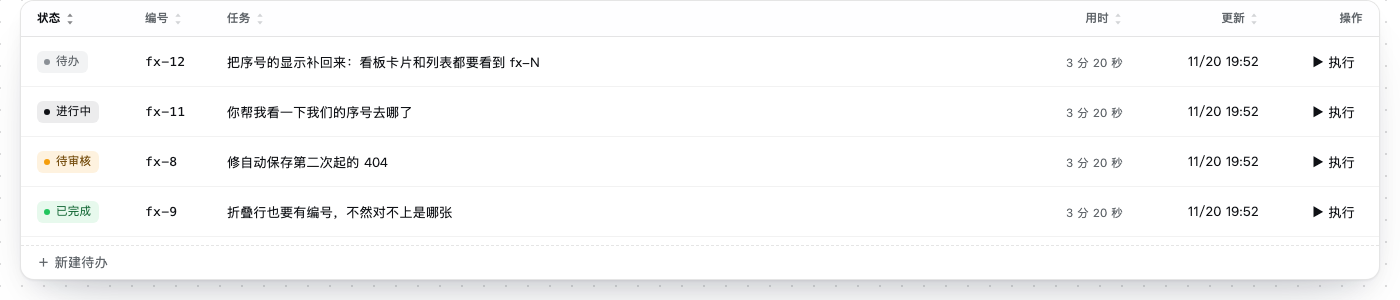 状态 编号 任务 用时 更新 操作
待办 fx-12 把序号的显示补回来：看板卡片和列表都要看到 fx-N 3 分 20 秒 11/20 19:52 ▶ 执行
进行中 fx-11 你帮我看一下我们的序号去哪了 3 分 20 秒 11/20 19:52 ▶ 执行
待审核 fx-8 修自动保存第二次起的 404 3 分 20 秒 11/20 19:52 ▶ 执行
已完成 fx-9 折叠行也要有编号，不然对不上是哪张 3 分 20 秒 11/20 19:52 ▶ 执行
+ 新建待办